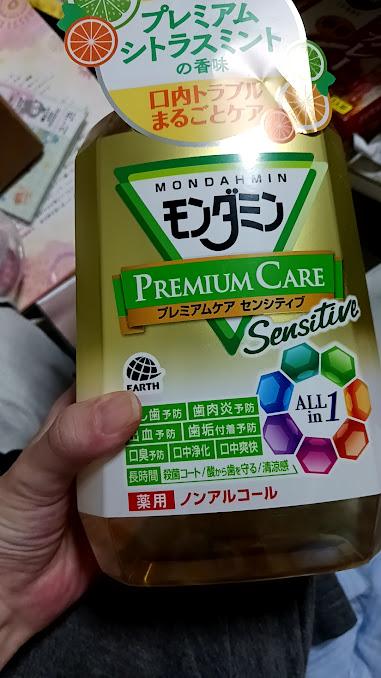 プレミアム
シトラスミント
の香味
口内トラブル
まるごとケア
MONDAHMIN
モンダミン
PREMIUM CARE
プレミアムケア センシティブ
Sensitive
EARTH
し歯予防 歯肉炎予防
出血予防 歯垢付着予防
口臭予防 口中浄化 口中爽快
長時間 殺菌コート/酸から歯を守る/清涼感
ALL
in 1
薬用 ノンアルコール